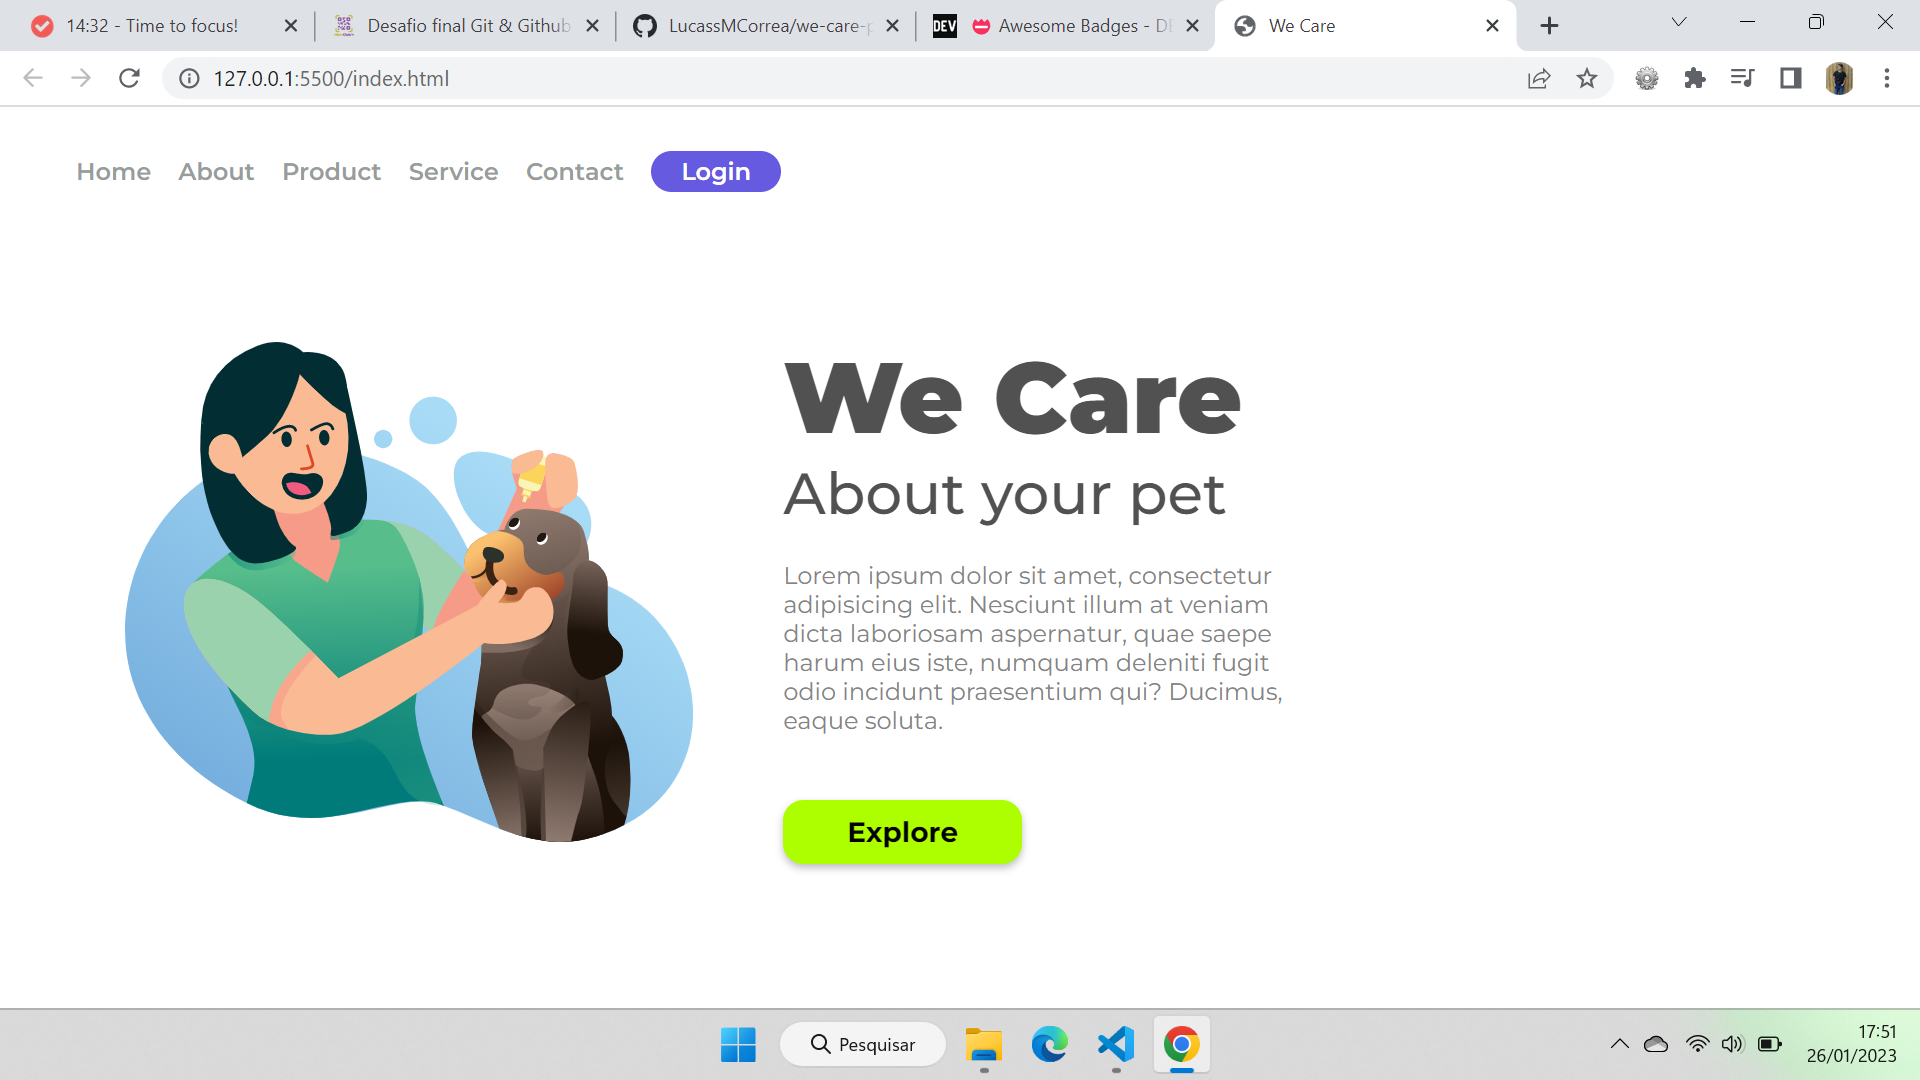 14:32 - Time to focus!
Desafio final Git & Github
LucassMCorrea/we-care-p
DEV
Awesome Badges - DE
We Care
127.0.0.1:5500/index.html
Home About Product Service Contact Login
We Care
About your pet
Lorem ipsum dolor sit amet, consectetur
adipisicing elit. Nesciunt illum at veniam
dicta laboriosam aspernatur, quae saepe
harum eius iste, numquam deleniti fugit
odio incidunt praesentium qui? Ducimus,
eaque soluta.
Explore
Pesquisar
17:51
26/01/2023